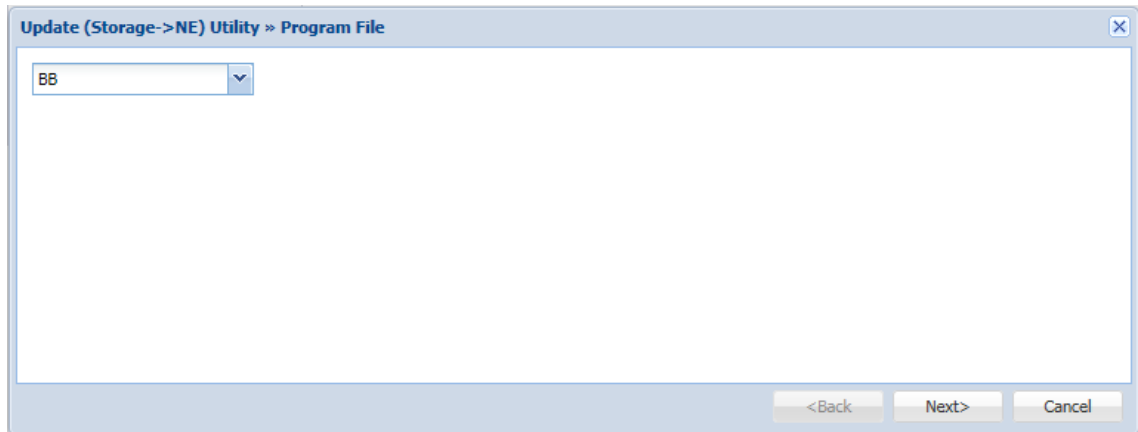 Update (Storage->NE) Utility » Program File
BB
<Back Next> Cancel